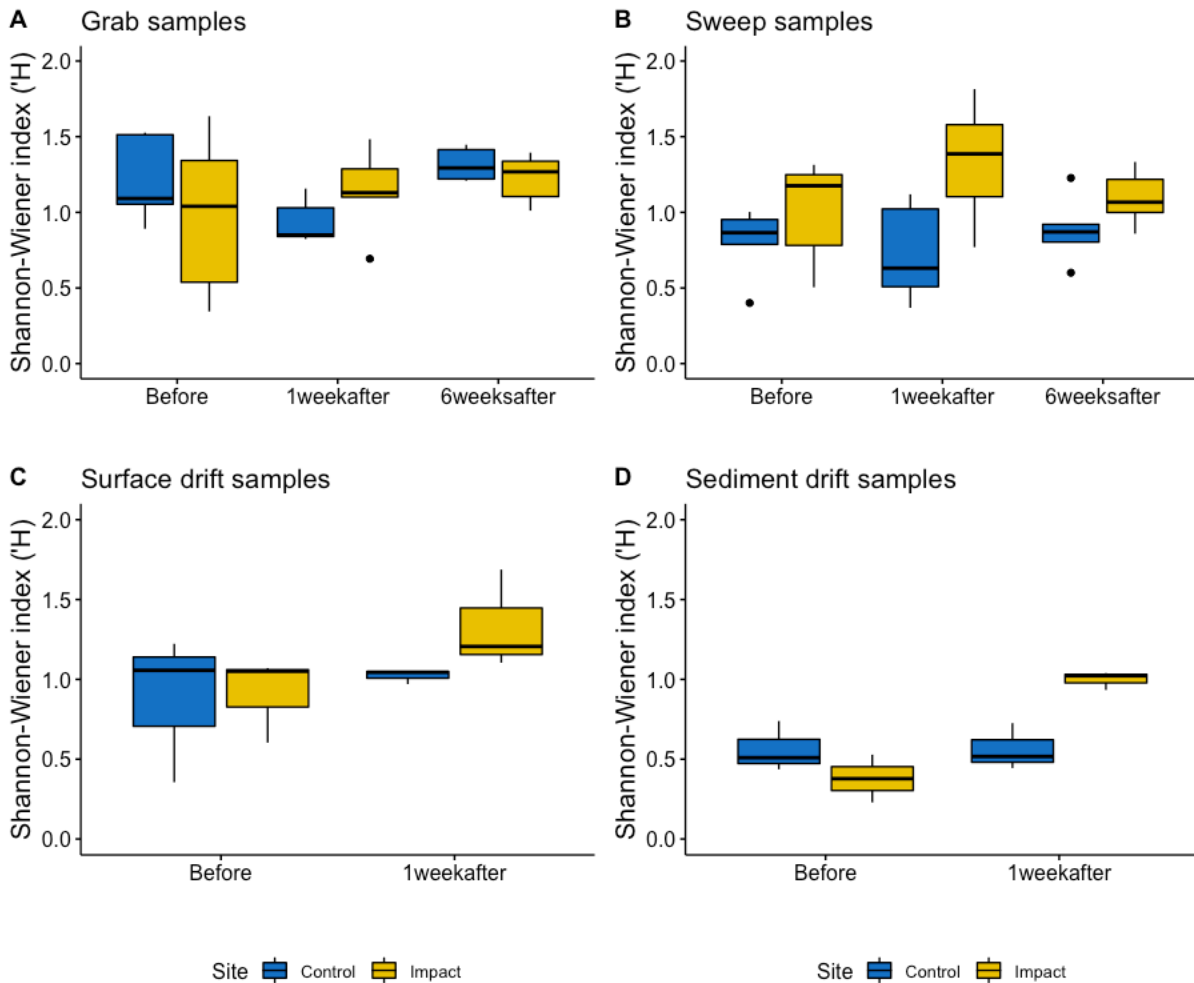 A Grab samples
Shannon-Wiener index ('H)
2.0
1.5
1.0
0.5
0.0
Before 1weekafter 6weeksafter
B Sweep samples
Shannon-Wiener index ('H)
2.0
1.5
1.0
0.5
0.0
Before 1weekafter 6weeksafter
C Surface drift samples
Shannon-Wiener index ('H)
2.0
1.5
1.0
0.5
0.0
Before 1weekafter
D Sediment drift samples
Shannon-Wiener index ('H)
2.0
1.5
1.0
0.5
0.0
Before 1weekafter
Site Control Impact
Site Control Impact